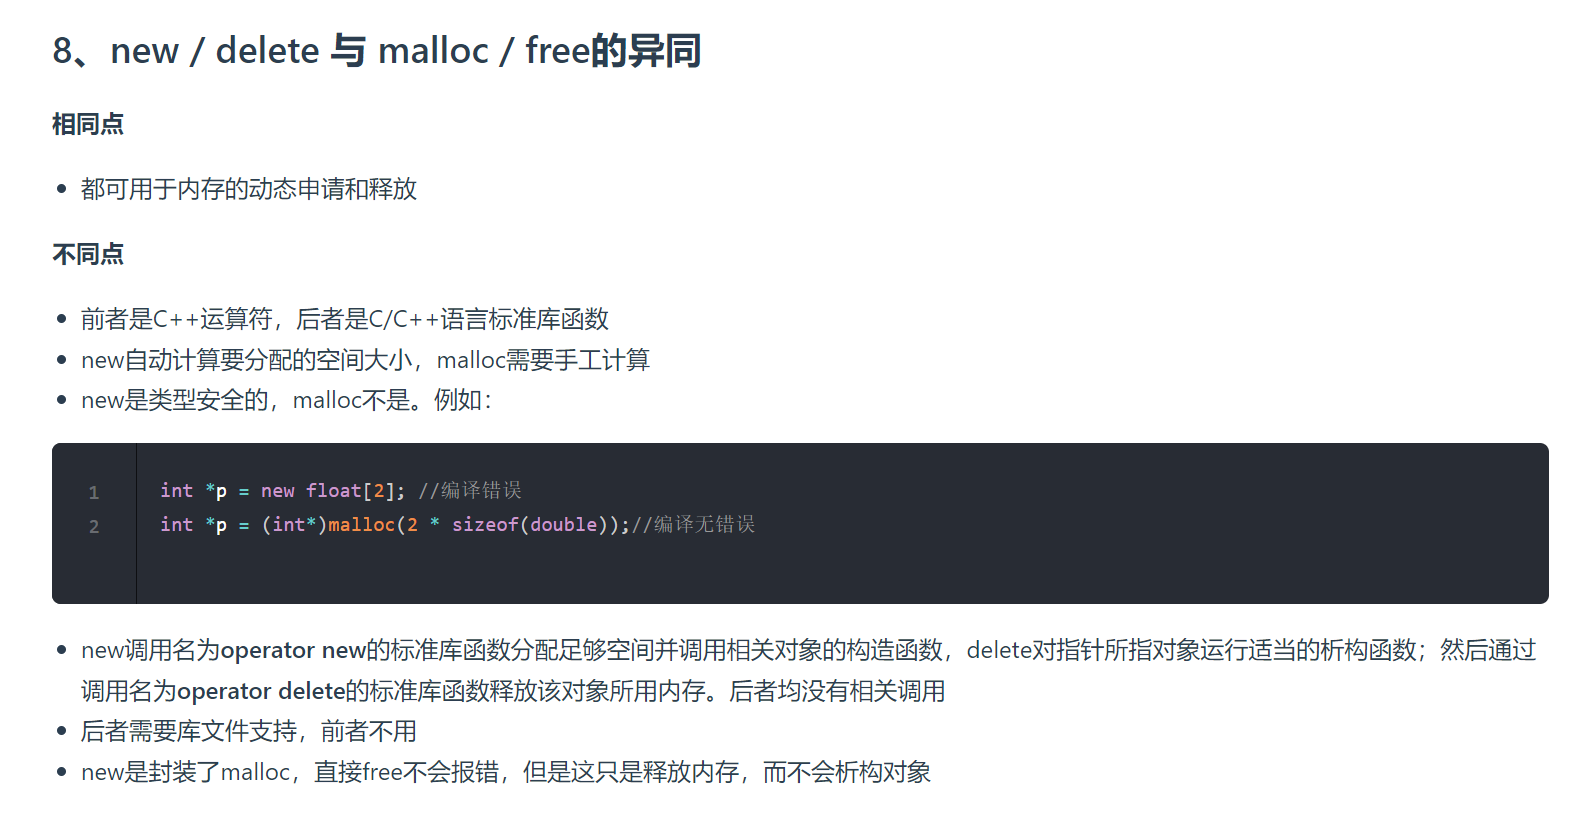 8、new / delete 与 malloc / free的异同
相同点
• 都可用于内存的动态申请和释放
不同点
• 前者是C++运算符，后者是C/C++语言标准库函数
• new自动计算要分配的空间大小，malloc需要手工计算
• new是类型安全的，malloc不是。例如：
1 int *p = new float[2]; //编译错误
2 int *p = (int*)malloc(2 * sizeof(double));//编译无错误
• new调用名为operator new的标准库函数分配足够空间并调用相关对象的构造函数，delete对指针所指对象运行适当的析构函数；然后通过
调用名为operator delete的标准库函数释放该对象所用内存。后者均没有相关调用
• 后者需要库文件支持，前者不用
• new是封装了malloc，直接free不会报错，但是这只是释放内存，而不会析构对象